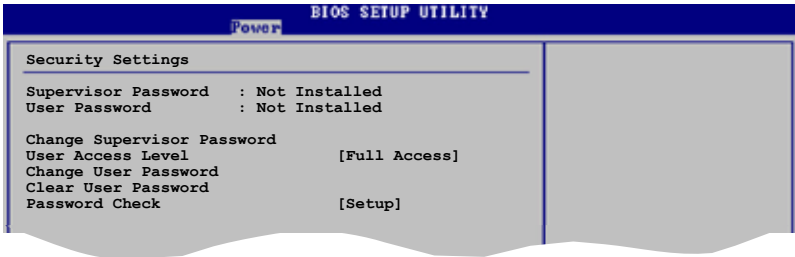 BIOS SETUP UTILITY
Power
Security Settings
Supervisor Password : Not Installed
User Password : Not Installed
Change Supervisor Password
User Access Level [Full Access]
Change User Password
Clear User Password
Password Check [Setup]